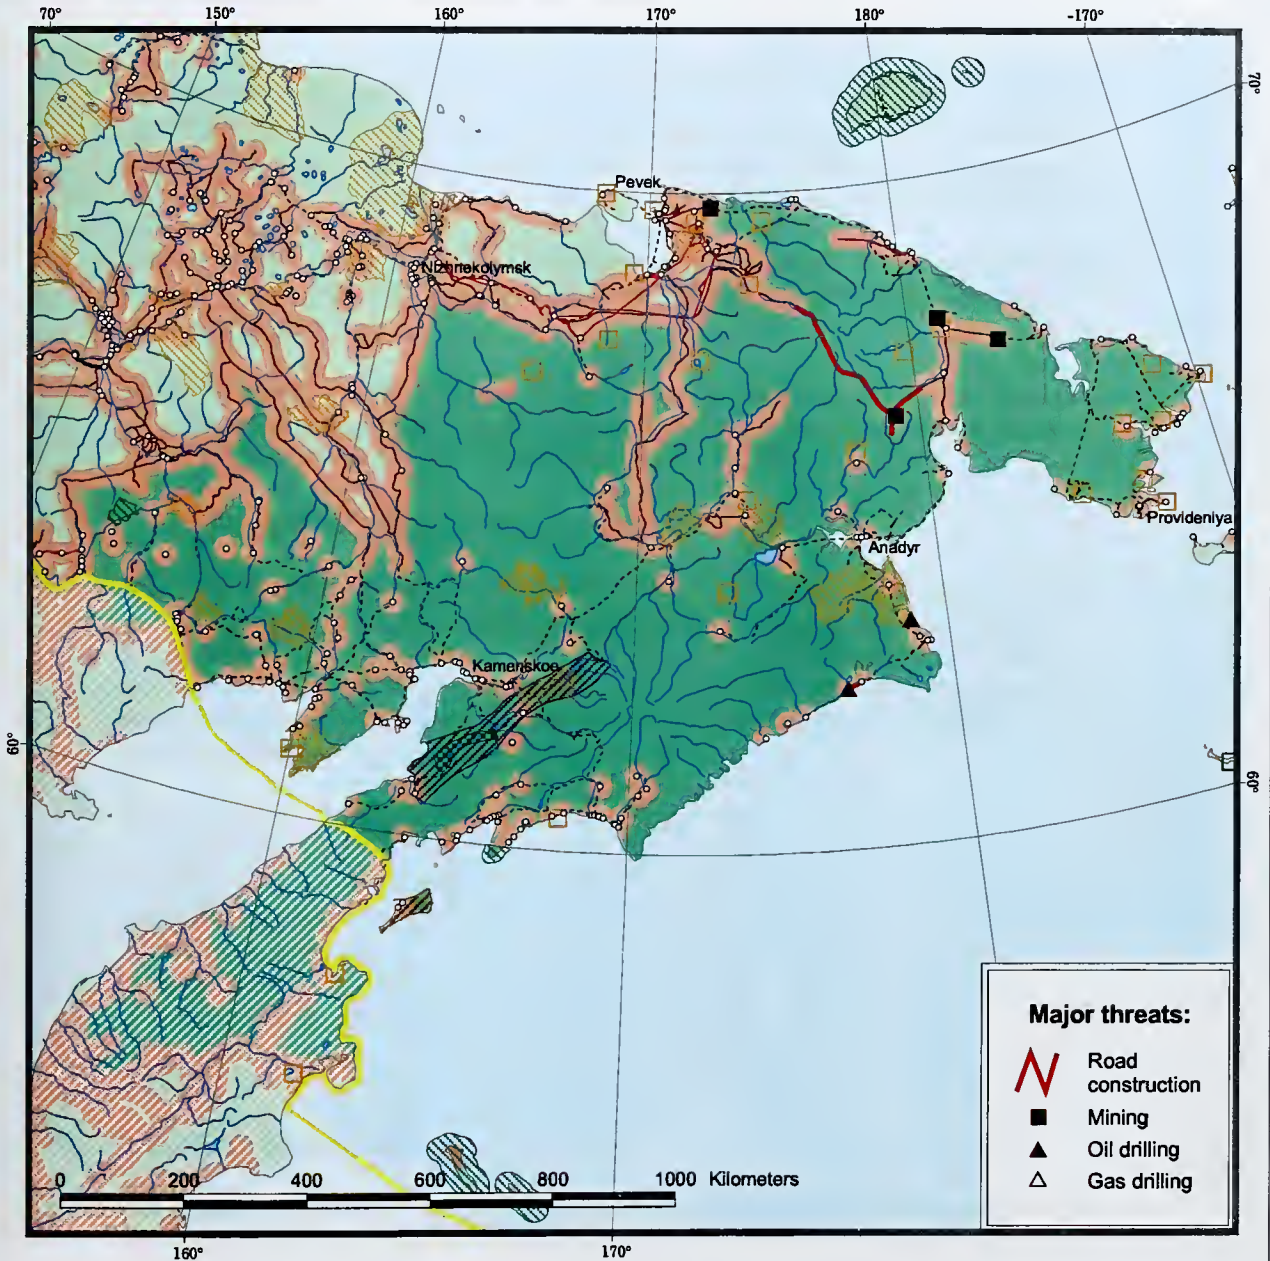 70° 150° 160° 170° 180° -170°
70°
Pevek
Nizhnekolymsk
Provideniya
Anadyr
Kamenskoe
60°
60°
Major threats:
Road
construction
Mining
Oil drilling
Gas drilling
0 200 400 600 800 1000 Kilometers
160° 170°